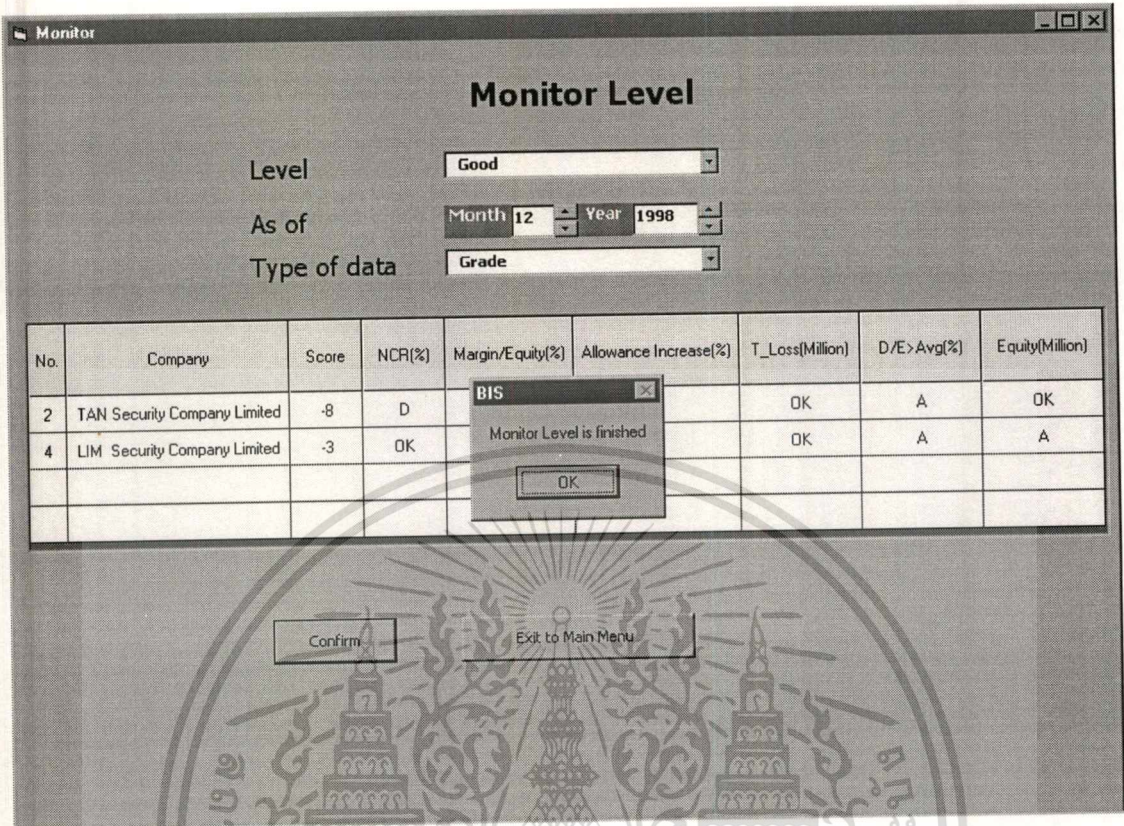 Monitor
Monitor Level
Level Good
As of Month 12 Year 1998
Type of data Grade
No. Company Score NCR(%) Margin/Equity(%) Allowance Increase(%) T_Loss(Million) D/E>Avg(%) Equity(Million)
2 TAN Security Company Limited -8 D OK A OK
4 LIM Security Company Limited -3 OK OK A A
BIS
Monitor Level is finished
OK
Confirm Exit to Main Menu